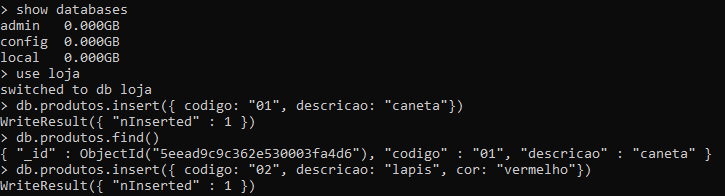 > show databases
admin   0.000GB
config  0.000GB
local   0.000GB
> use loja
switched to db loja
> db.produtos.insert({ codigo: "01", descricao: "caneta"})
WriteResult({ "nInserted" : 1 })
> db.produtos.find()
{ "_id" : ObjectId("5eead9c9c362e530003fa4d6"), "codigo" : "01", "descricao" : "caneta" }
> db.produtos.insert({ codigo: "02", descricao: "lapis", cor: "vermelho"})
WriteResult({ "nInserted" : 1 })